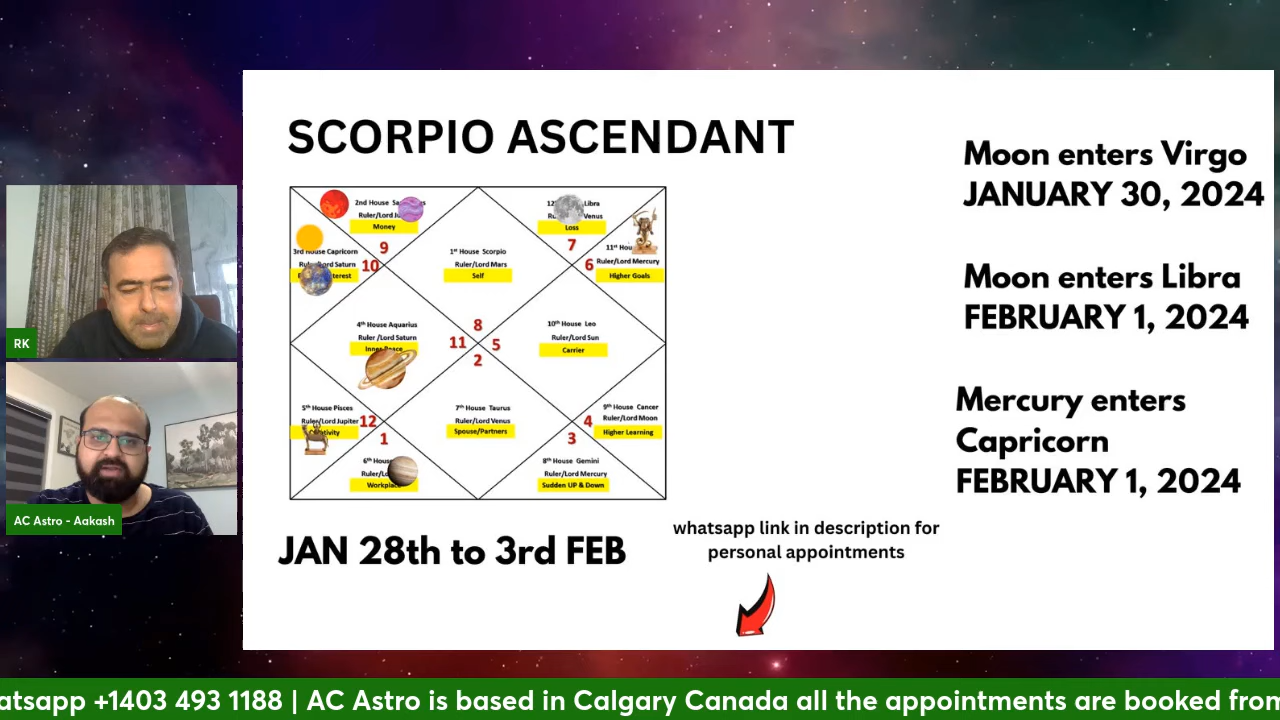 SCORPIO ASCENDANT
2nd House
Money
12
Libra
Venus
Loss
3rd House Capricorn
Lord Saturn
9
10
1st House Scorpio
Ruler/Lord Mars
Self
7
6
Ruler/Lord Mercury
Higher Goals
4th House Aquarius
Ruler /Lord Saturn
8
11
5
2
10th House Leo
Ruler/Lord Sun
Carrier
5th House Pisces
Ruler/Lord Jupiter
12
1
7th House Taurus
Ruler/Lord Venus
Spouse/Partners
4
3
9th House Cancer
Ruler/Lord Moon
Higher Learning
6th
8th House Gemini
Ruler/Lord Mercury
Sudden UP & Down
JAN 28th to 3rd FEB
whatsapp link in description for
personal appointments
Moon enters Virgo
JANUARY 30, 2024
Moon enters Libra
FEBRUARY 1, 2024
Mercury enters
Capricorn
FEBRUARY 1, 2024
RK
AC Astro - Aakash
+1403 493 1188 | AC Astro is based in Calgary Canada all the appointments are booked